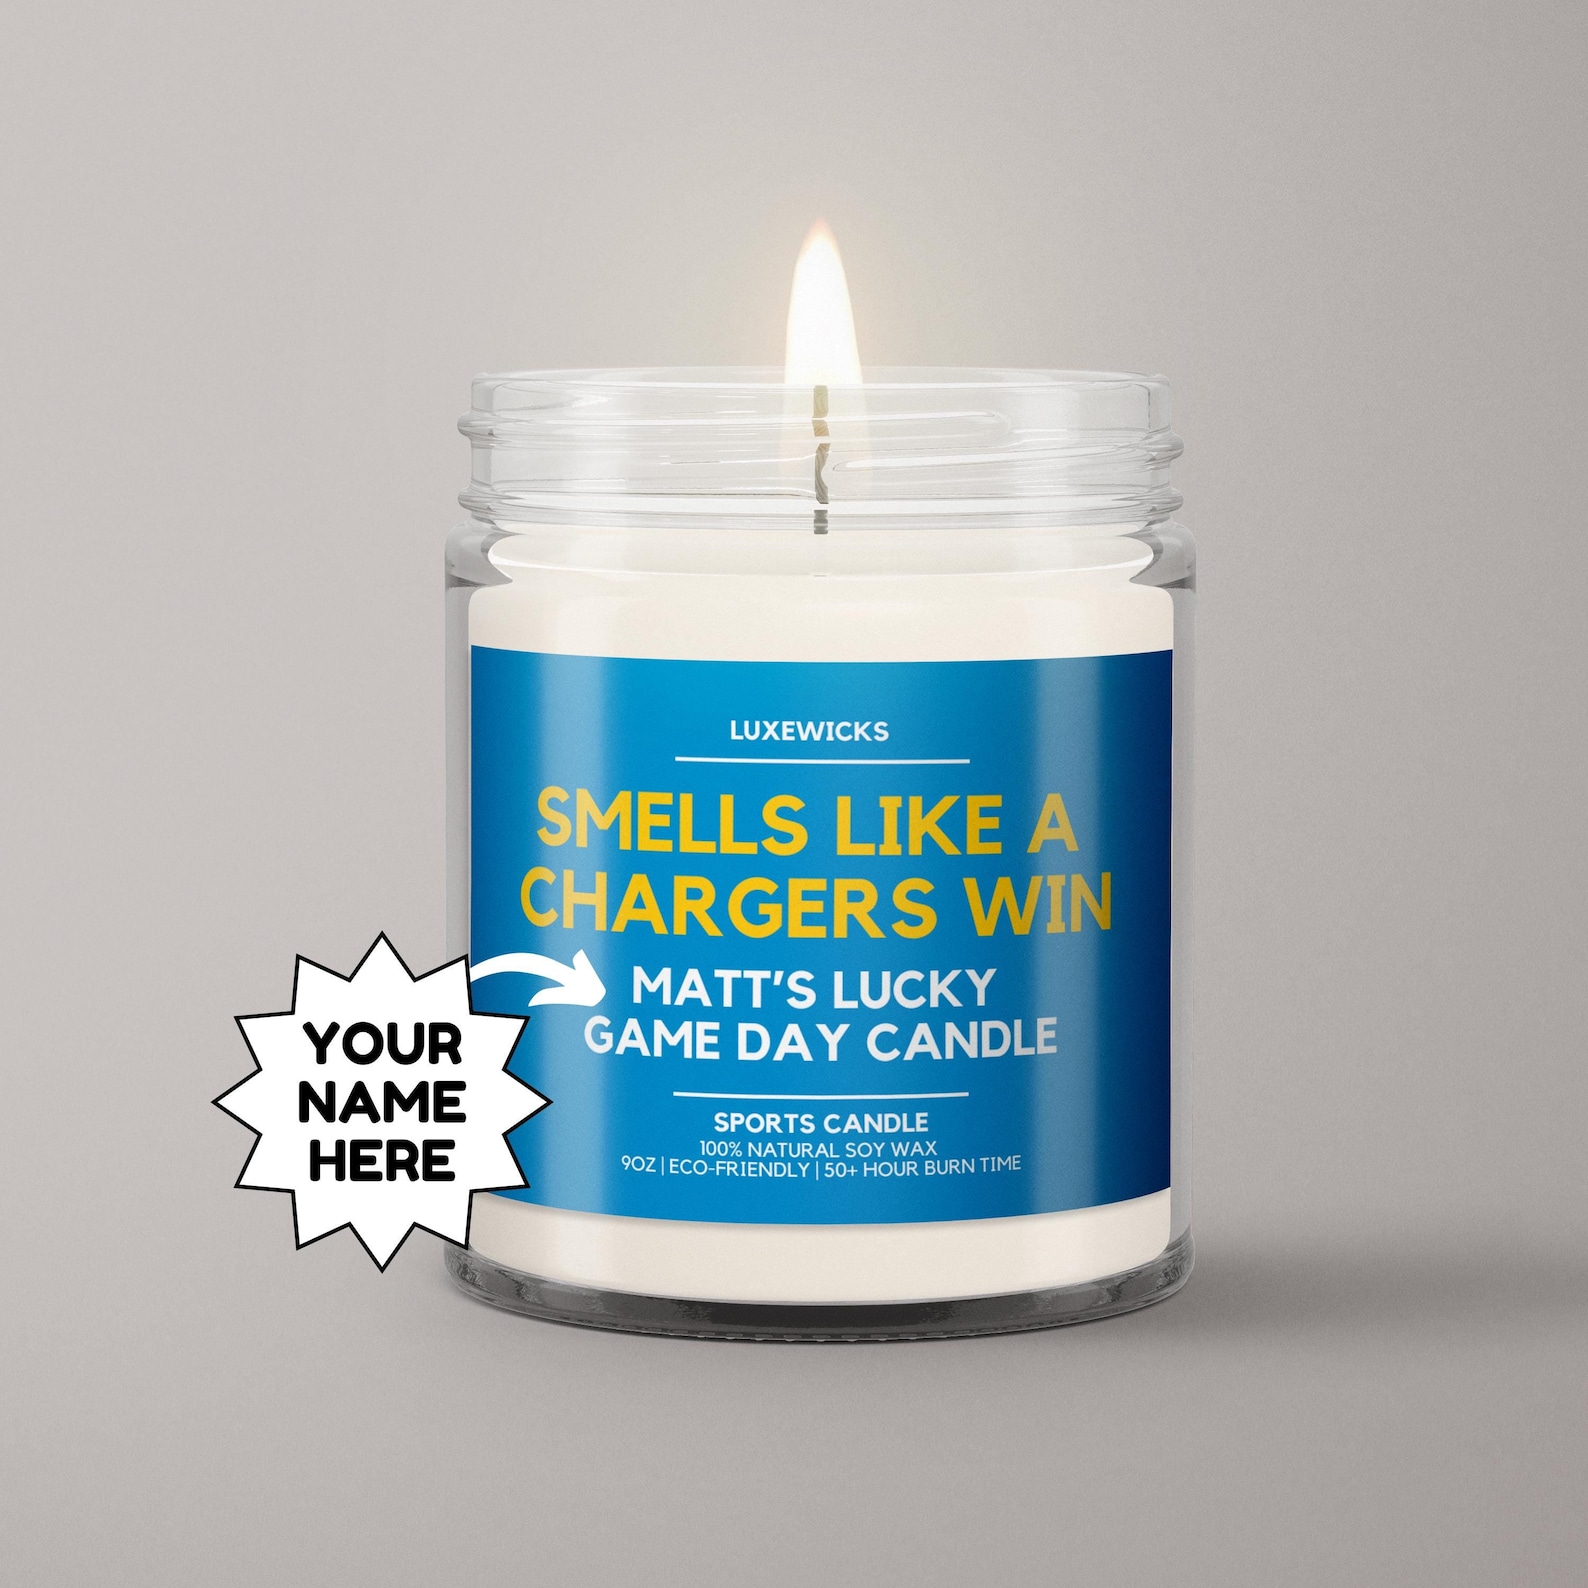 LUXEWICKS
SMELLS LIKE A
CHARGERS WIN
MATT'S LUCKY
GAME DAY CANDLE
SPORTS CANDLE
100% NATURAL SOY WAX
9OZ | ECO-FRIENDLY | 50+ HOUR BURN TIME
YOUR
NAME
HERE